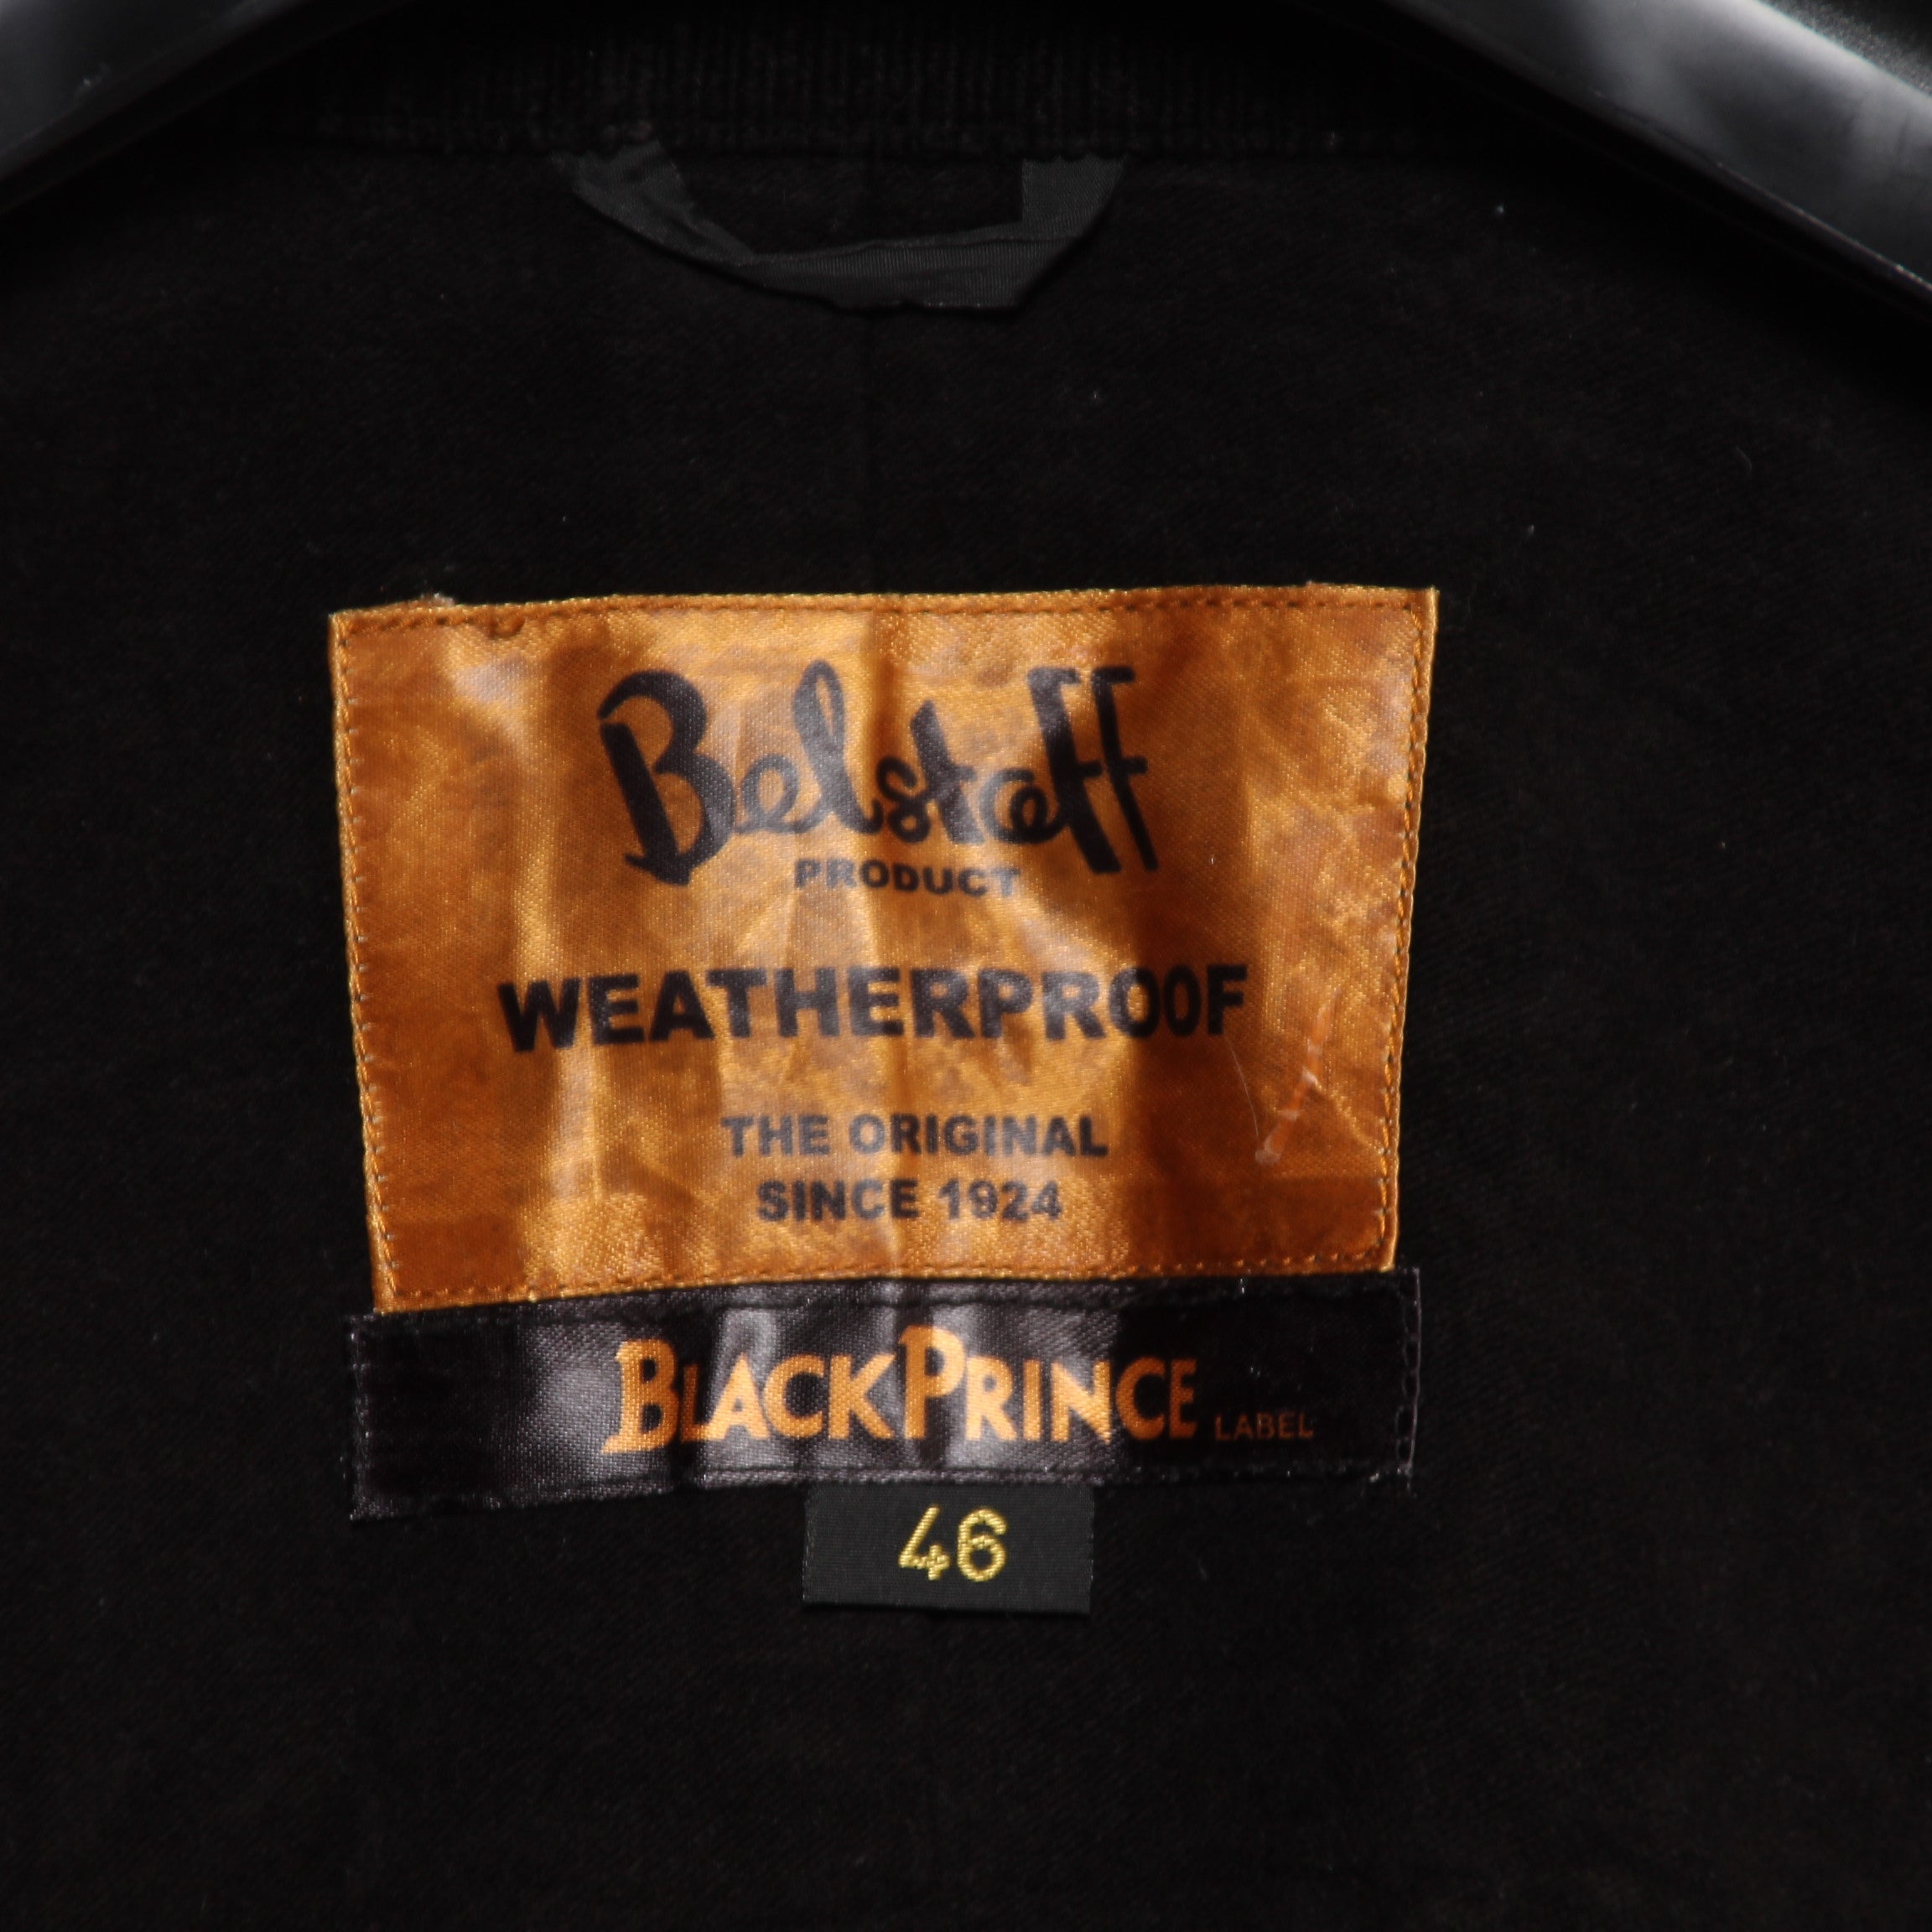 Belstaff
PRODUCT
WEATHERPROOF
THE ORIGINAL
SINCE 1924
BLACKPRINCE LABEL
46